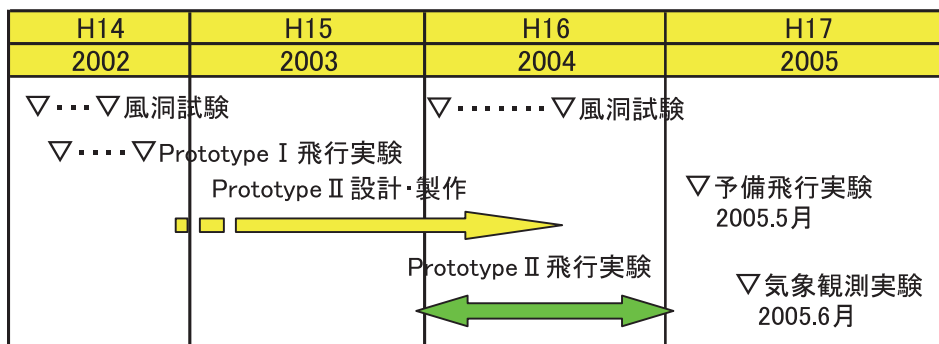 H14 H15 H16 H17
2002 2003 2004 2005
▽････▽風洞試験 ▽･･･････▽風洞試験
▽････▽Prototype Ⅰ 飛行実験
Prototype Ⅱ 設計･製作 ▽予備飛行実験
2005.5月
Prototype Ⅱ 飛行実験
▽気象観測実験
2005.6月